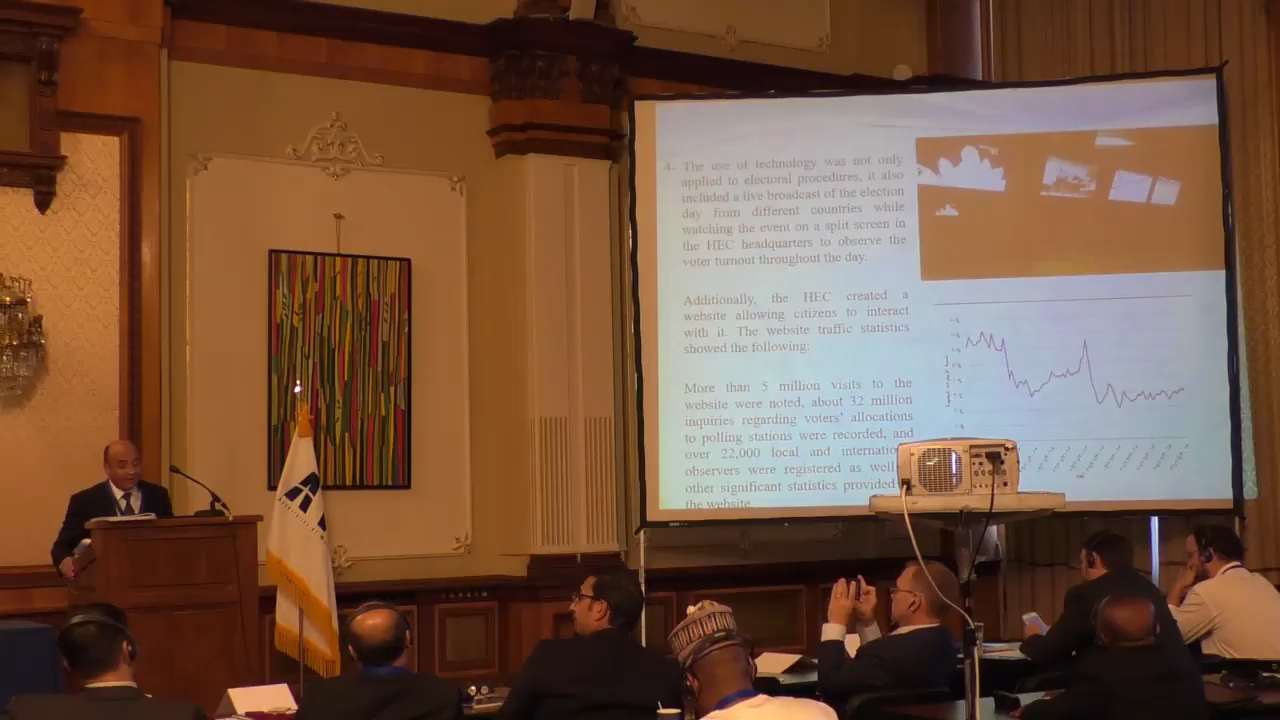 4- The use of technology was not only
applied to electoral procedures, it also
included a live broadcast of the election
day from different countries while
watching the event on a split screen in
the HEC headquarters to observe the
voter turnout throughout the day.
Additionally, the HEC created a
website allowing citizens to interact
with it. The website traffic statistics
showed the following:
More than 5 million visits to the
website were noted, about 32 million
inquiries regarding voters' allocations
to polling stations were recorded, and
over 22,000 local and internatio
observers were registered as well
other significant statistics provided
the website